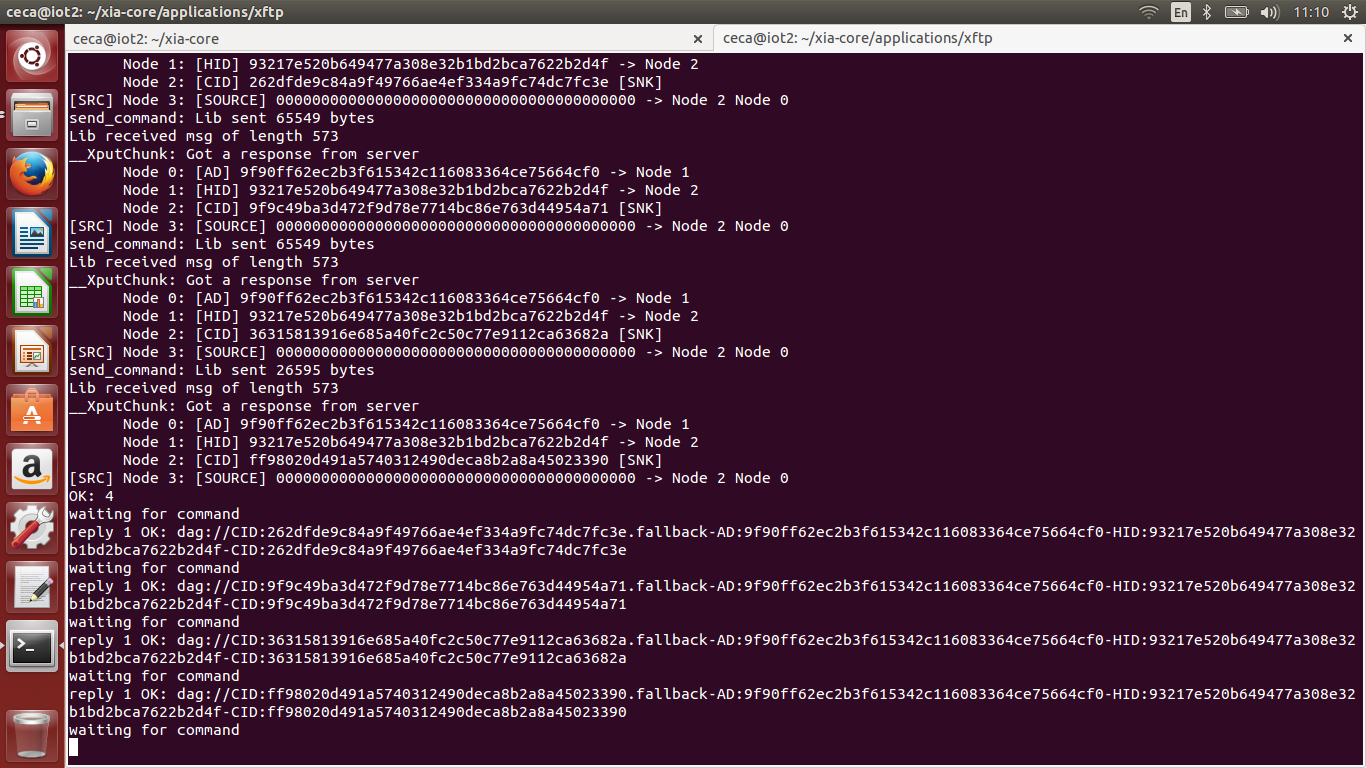 ceca@iot2: ~/xia-core/applications/xftp
En
11:10
ceca@iot2: ~/xia-core
ceca@iot2: ~/xia-core/applications/xftp
Node 1: [HID] 93217e520b649477a308e32b1bd2bca7622b2d4f -> Node 2
Node 2: [CID] 262dfde9c84a9f49766ae4ef334a9fc74dc7fc3e [SNK]
[SRC] Node 3: [SOURCE] 0000000000000000000000000000000000000000 -> Node 2 Node 0
send_command: Lib sent 65549 bytes
Lib received msg of length 573
__XputChunk: Got a response from server
Node 0: [AD] 9f90ff62ec2b3f615342c116083364ce75664cf0 -> Node 1
Node 1: [HID] 93217e520b649477a308e32b1bd2bca7622b2d4f -> Node 2
Node 2: [CID] 9f9c49ba3d472f9d78e7714bc86e763d44954a71 [SNK]
[SRC] Node 3: [SOURCE] 0000000000000000000000000000000000000000 -> Node 2 Node 0
send_command: Lib sent 65549 bytes
Lib received msg of length 573
__XputChunk: Got a response from server
Node 0: [AD] 9f90ff62ec2b3f615342c116083364ce75664cf0 -> Node 1
Node 1: [HID] 93217e520b649477a308e32b1bd2bca7622b2d4f -> Node 2
Node 2: [CID] 36315813916e685a40fc2c50c77e9112ca63682a [SNK]
[SRC] Node 3: [SOURCE] 0000000000000000000000000000000000000000 -> Node 2 Node 0
send_command: Lib sent 26595 bytes
Lib received msg of length 573
__XputChunk: Got a response from server
Node 0: [AD] 9f90ff62ec2b3f615342c116083364ce75664cf0 -> Node 1
Node 1: [HID] 93217e520b649477a308e32b1bd2bca7622b2d4f -> Node 2
Node 2: [CID] ff98020d491a5740312490deca8b2a8a45023390 [SNK]
[SRC] Node 3: [SOURCE] 0000000000000000000000000000000000000000 -> Node 2 Node 0
OK: 4
waiting for command
reply 1 OK: dag://CID:262dfde9c84a9f49766ae4ef334a9fc74dc7fc3e.fallback-AD:9f90ff62ec2b3f615342c116083364ce75664cf0-HID:93217e520b649477a308e32
b1bd2bca7622b2d4f-CID:262dfde9c84a9f49766ae4ef334a9fc74dc7fc3e
waiting for command
reply 1 OK: dag://CID:9f9c49ba3d472f9d78e7714bc86e763d44954a71.fallback-AD:9f90ff62ec2b3f615342c116083364ce75664cf0-HID:93217e520b649477a308e32
b1bd2bca7622b2d4f-CID:9f9c49ba3d472f9d78e7714bc86e763d44954a71
waiting for command
reply 1 OK: dag://CID:36315813916e685a40fc2c50c77e9112ca63682a.fallback-AD:9f90ff62ec2b3f615342c116083364ce75664cf0-HID:93217e520b649477a308e32
b1bd2bca7622b2d4f-CID:36315813916e685a40fc2c50c77e9112ca63682a
waiting for command
reply 1 OK: dag://CID:ff98020d491a5740312490deca8b2a8a45023390.fallback-AD:9f90ff62ec2b3f615342c116083364ce75664cf0-HID:93217e520b649477a308e32
b1bd2bca7622b2d4f-CID:ff98020d491a5740312490deca8b2a8a45023390
waiting for command